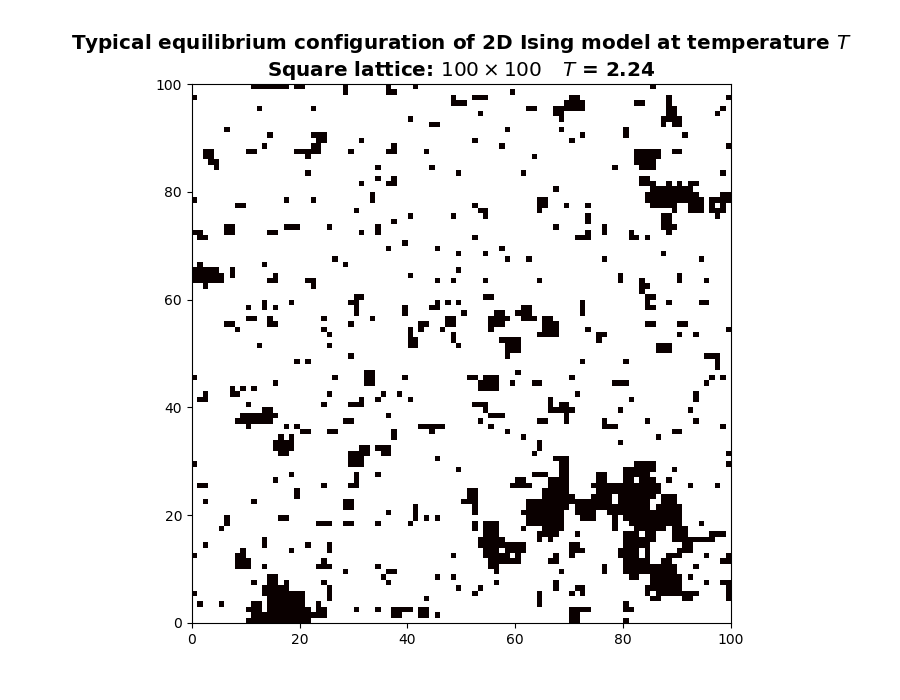 Typical equilibrium configuration of 2D Ising model at temperature T
Square lattice: 100 × 100 T = 2.24
100
80
60
40
20
0
0 20 40 60 80 100